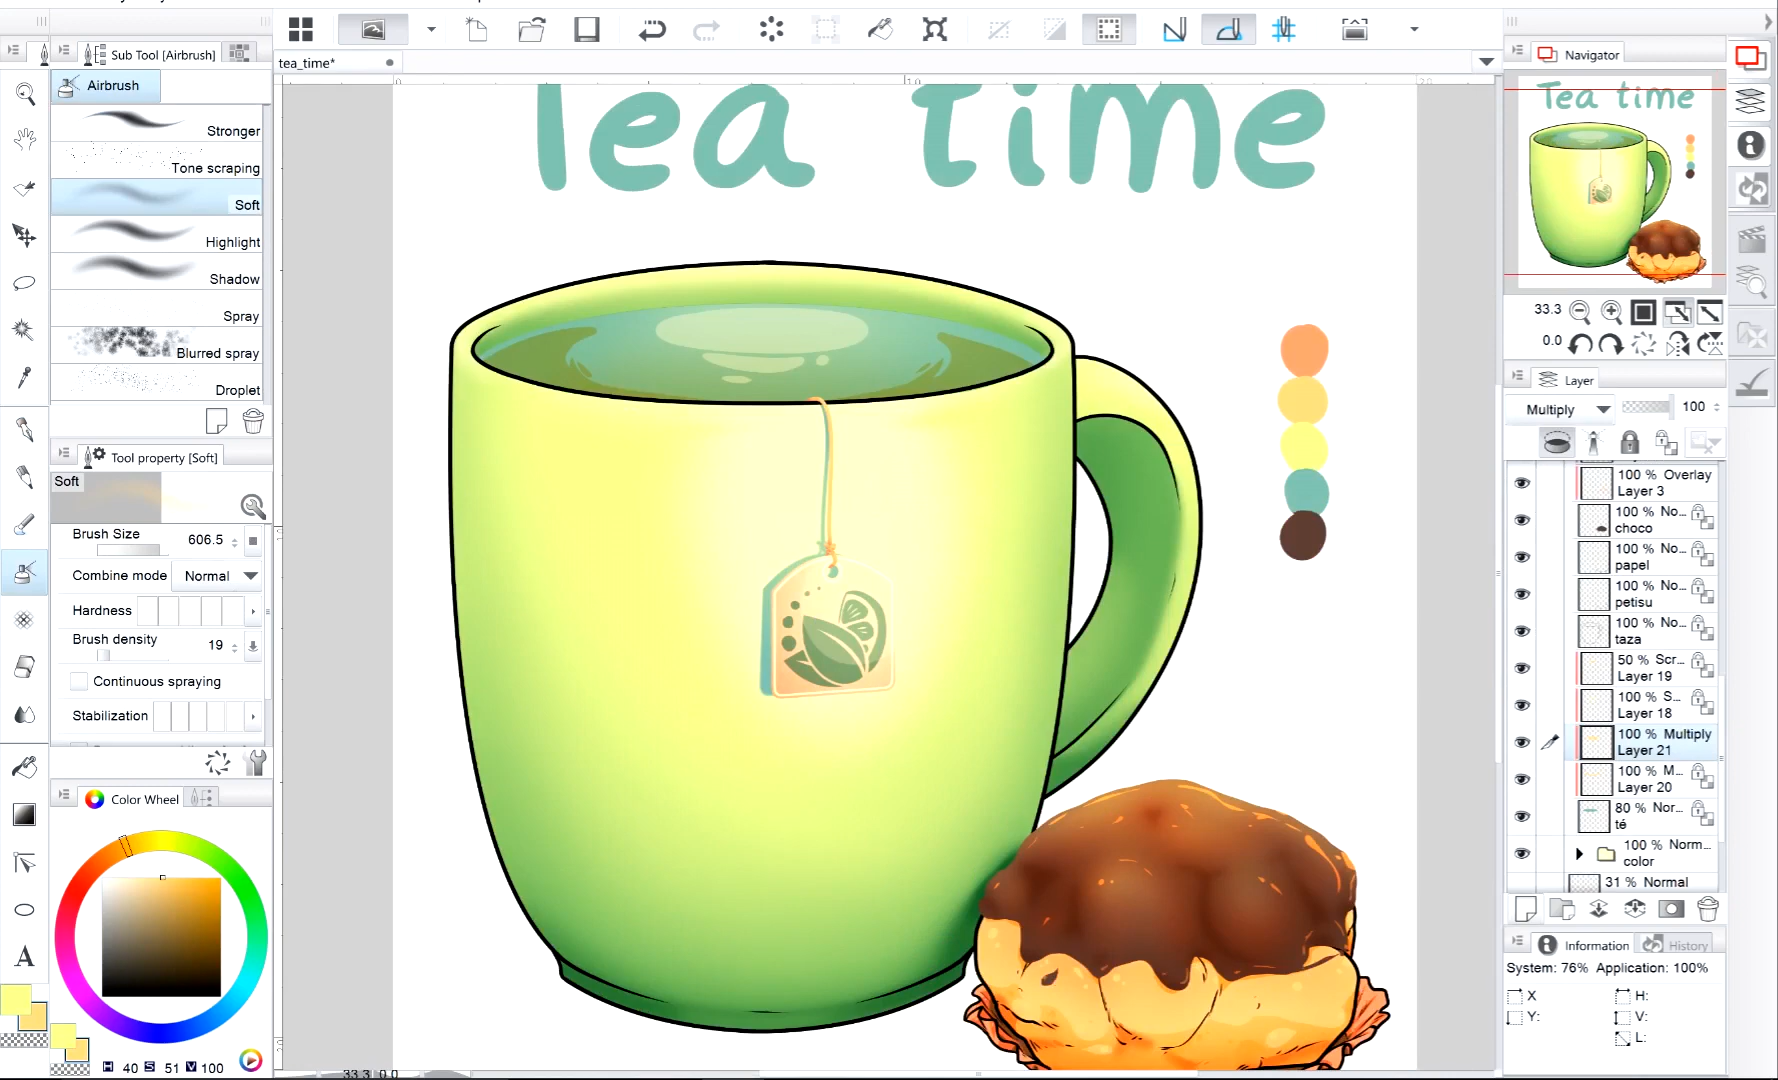 Sub Tool [Airbrush]
Airbrush
Stronger
Tone scraping
Soft
Highlight
Shadow
Spray
Blurred spray
Droplet
Tool property [Soft]
Soft
Brush Size 606.5
Combine mode Normal
Hardness
Brush density 19
Continuous spraying
Stabilization
Color Wheel
H 40 S 51 V 100
tea_time*
Tea time
33.3 0.0
Navigator
Tea time
33.3
0.0
Layer
Multiply 100
100 % Overlay
Layer 3
100 % No...
choco
100 % No...
papel
100 % No...
petisu
100 % No...
taza
50 % Scr...
Layer 19
100 % S...
Layer 18
100 % Multiply
Layer 21
100 % M...
Layer 20
80 % Nor...
té
100 % Norm...
color
31 % Normal
Information
History
System: 76% Application: 100%
X H:
Y: V:
L: